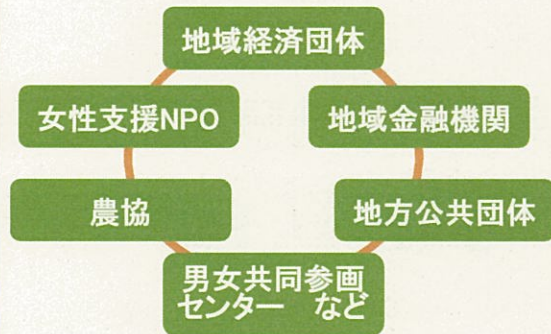 地域経済団体
女性支援NPO
地域金融機関
農協
地方公共団体
男女共同参画
センター　など